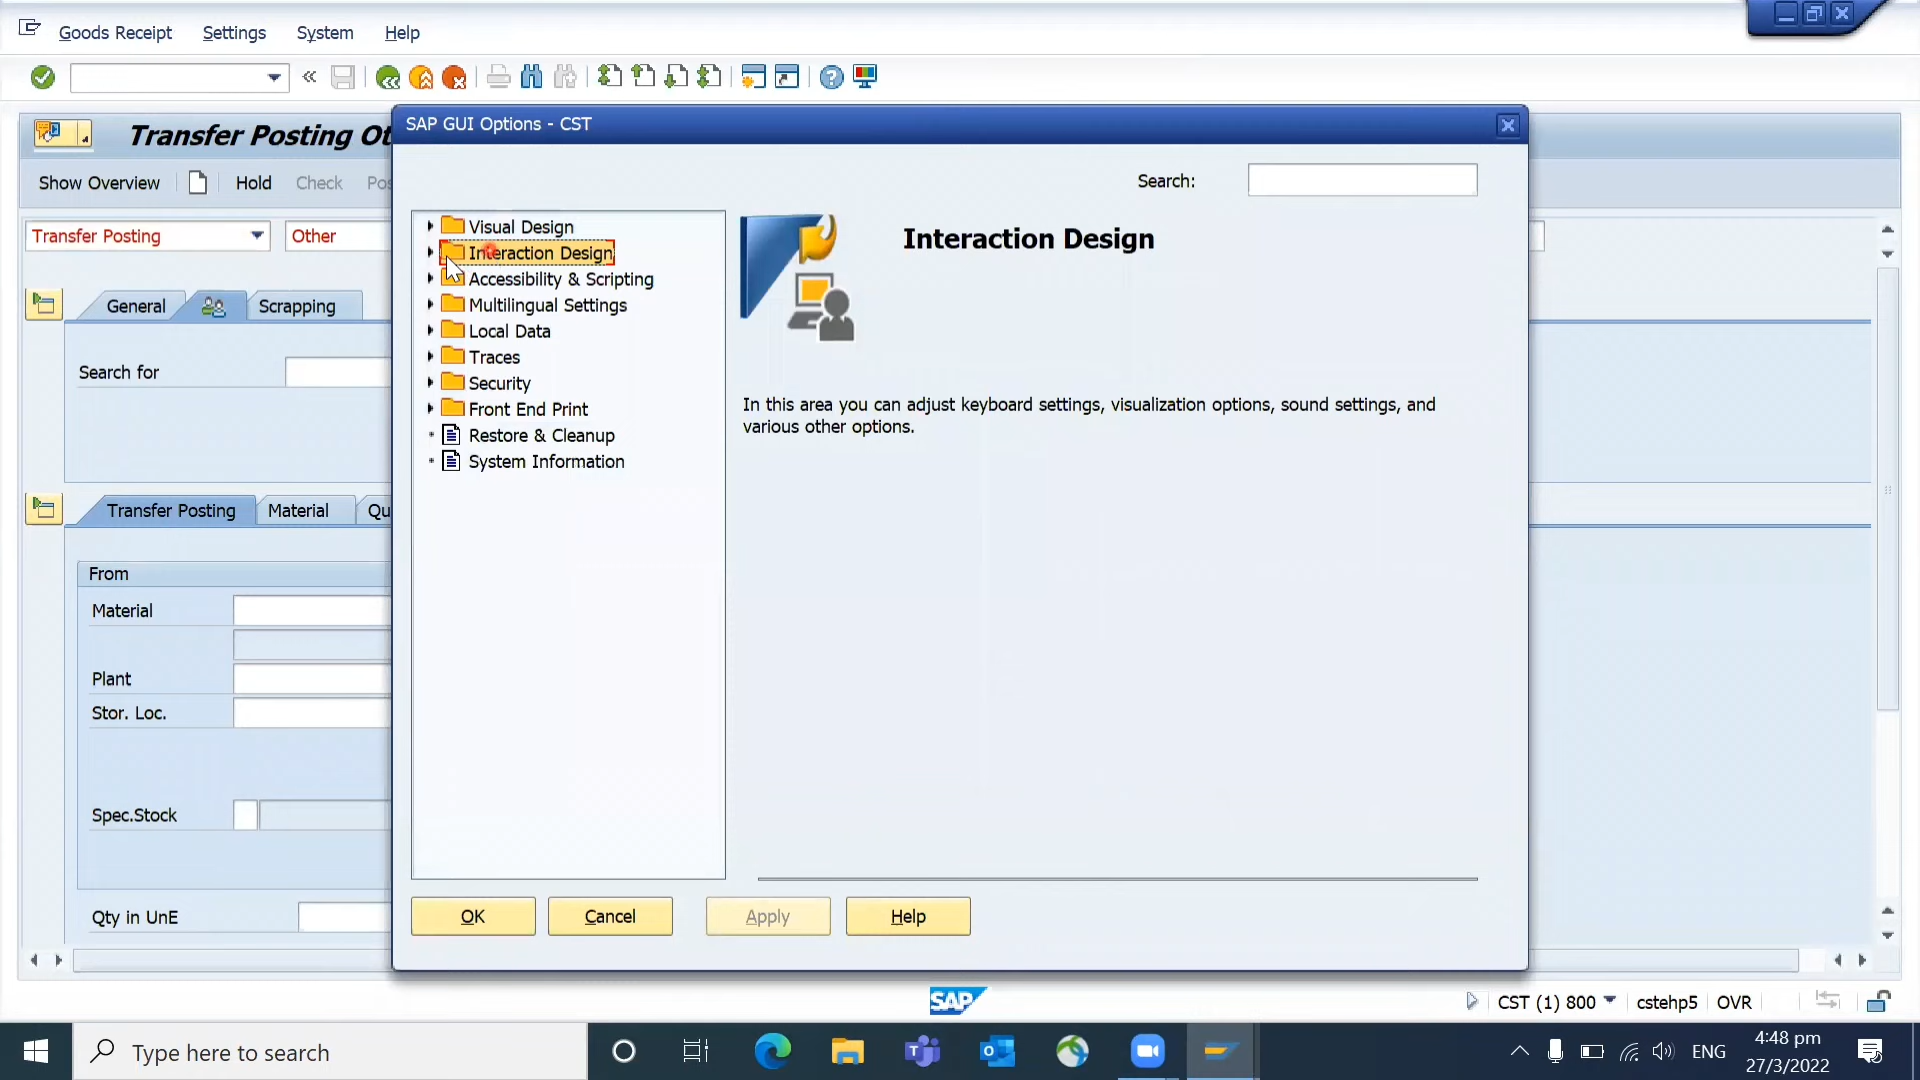 Goods Receipt Settings System Help
Transfer Posting Ot
SAP GUI Options - CST
Show Overview Hold Check Pos
Search:
Transfer Posting Other
Visual Design
Interaction Design
Accessibility & Scripting
Multilingual Settings
Local Data
Traces
Security
Front End Print
Restore & Cleanup
System Information
Interaction Design
In this area you can adjust keyboard settings, visualization options, sound settings, and
various other options.
General Scrapping
Search for
Transfer Posting Material Qu
From
Material
Plant
Stor. Loc.
Spec.Stock
Qty in UnE
OK Cancel Apply Help
SAP
CST (1) 800 cstehp5 OVR
Type here to search
ENG
4:48 pm
27/3/2022